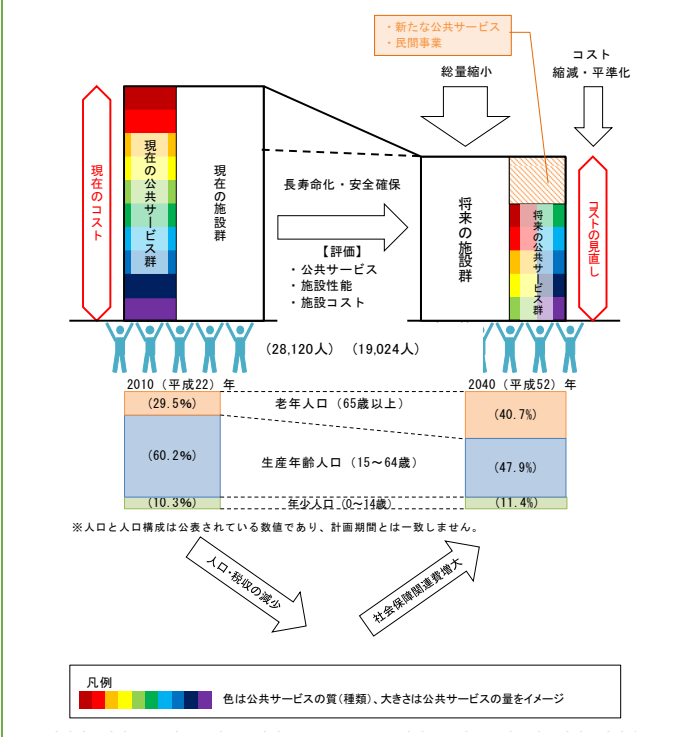 ・新たな公共サービス
・民間事業
総量縮小
コスト
縮減・平準化
現在のコスト
現在の公共サービス群
現在の施設群
長寿命化・安全確保
【評価】
・公共サービス
・施設性能
・施設コスト
将来の施設群
将来の公共サービス群
コストの見直し
(28,120人) (19,024人)
2010（平成22）年
2040（平成52）年
(29.5%)
老年人口（65歳以上）
(40.7%)
(60.2%)
生産年齢人口（15～64歳）
(47.9%)
(10.3%)
年少人口（0～14歳）
(11.4%)
※人口と人口構成は公表されている数値であり、計画期間とは一致しません。
人口・税収の減少
社会保障関連費増大
凡例
色は公共サービスの質(種類)、大きさは公共サービスの量をイメージ